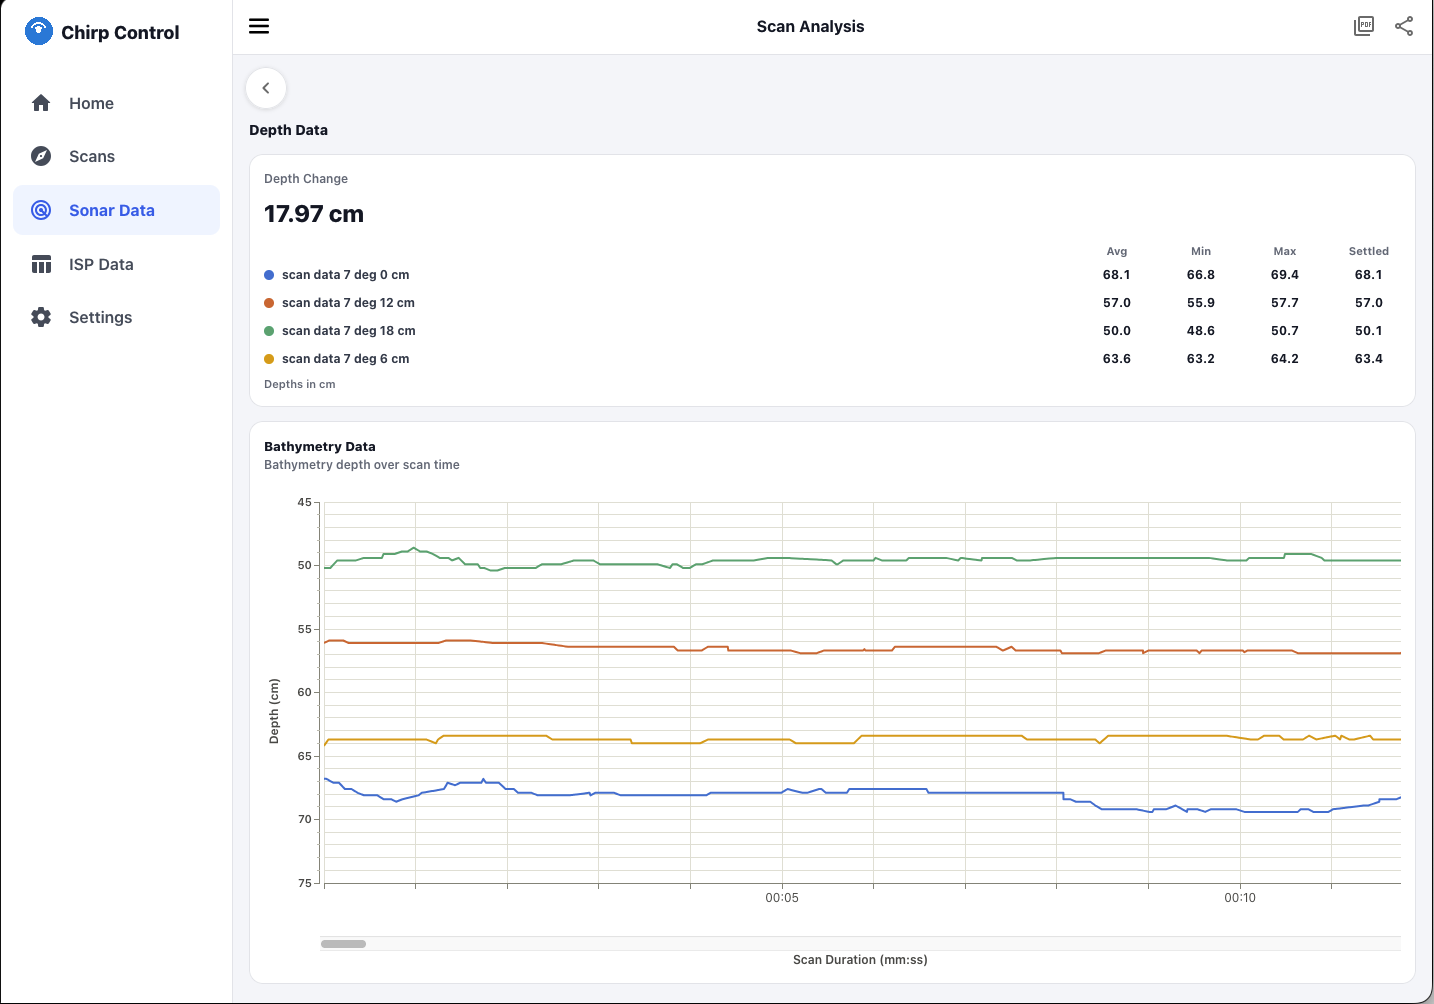 Chirp Control
Scan Analysis
PDF
Home
Scans
Sonar Data
ISP Data
Settings
Depth Data
Depth Change
17.97 cm
Avg Min Max Settled
scan data 7 deg 0 cm 68.1 66.8 69.4 68.1
scan data 7 deg 12 cm 57.0 55.9 57.7 57.0
scan data 7 deg 18 cm 50.0 48.6 50.7 50.1
scan data 7 deg 6 cm 63.6 63.2 64.2 63.4
Depths in cm
Bathymetry Data
Bathymetry depth over scan time
45
50
55
60
65
70
75
Depth (cm)
00:05 00:10
Scan Duration (mm:ss)